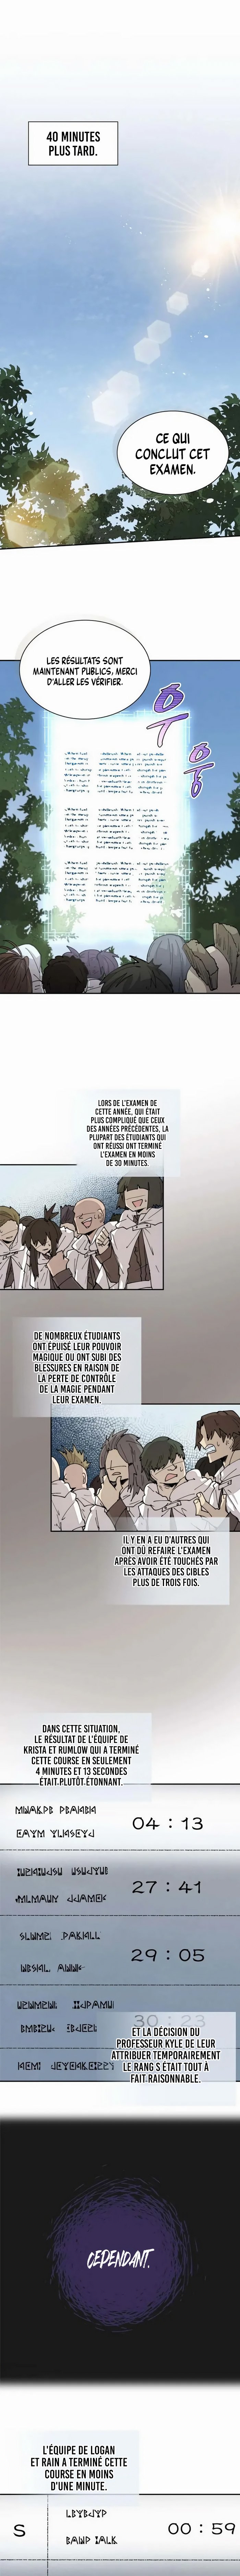 40 MINUTES
PLUS TARD.
CE QUI
CONCLUT CET
EXAMEN.
LES RÉSULTATS SONT
MAINTENANT PUBLICS, MERCI
D'ALLER LES VÉRIFIER.
LORS DE L'EXAMEN DE
CETTE ANNÉE, QUI ÉTAIT
PLUS COMPLIQUÉ QUE CEUX
DES ANNÉES PRÉCÉDENTES, LA
PLUPART DES ÉTUDIANTS QUI
ONT RÉUSSI ONT TERMINÉ
L'EXAMEN EN MOINS
DE 30 MINUTES.
DE NOMBREUX ÉTUDIANTS
ONT ÉPUISÉ LEUR POUVOIR
MAGIQUE OU ONT SUBI DES
BLESSURES EN RAISON DE
LA PERTE DE CONTRÔLE
DE LA MAGIE PENDANT
LEUR EXAMEN.
IL Y EN A EU D'AUTRES QUI
ONT DÛ REFAIRE L'EXAMEN
APRÈS AVOIR ÉTÉ TOUCHÉS PAR
LES ATTAQUES DES CIBLES
PLUS DE TROIS FOIS.
DANS CETTE SITUATION,
LE RÉSULTAT DE L'ÉQUIPE DE
KRISTA ET RUMLOW QUI A TERMINÉ
CETTE COURSE EN SEULEMENT
4 MINUTES ET 13 SECONDES
ÉTAIT PLUTÔT ÉTONNANT.
04 : 13
27 : 41
29 : 05
30 : 23
ET LA DÉCISION DU
PROFESSEUR KYLE DE LEUR
ATTRIBUER TEMPORAIREMENT
LE RANG S ÉTAIT TOUT À
FAIT RAISONNABLE.
CEPENDANT.
L'ÉQUIPE DE LOGAN
ET RAIN A TERMINÉ CETTE
COURSE EN MOINS
D'UNE MINUTE.
S
00 : 59